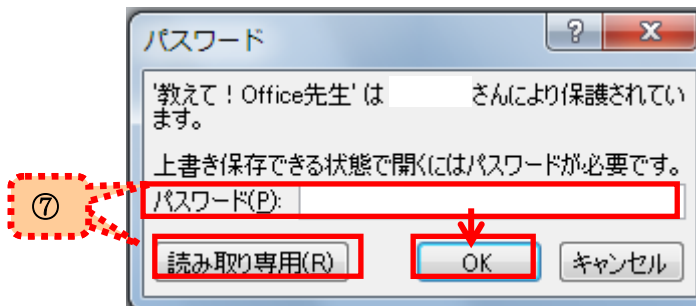 パスワード
? x
'教えて!Office先生' は さんにより保護されてい
ます。
上書き保存できる状態で開くにはパスワードが必要です。
⑦
パスワード(P):
読み取り専用(R) OK キャンセル